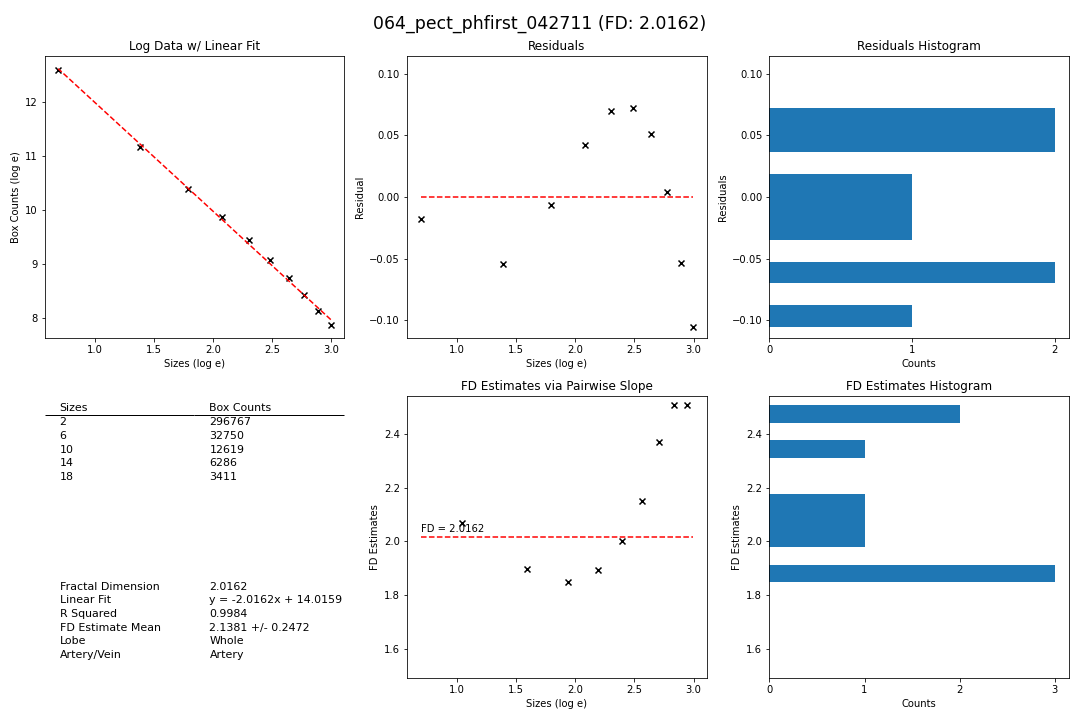 064_pect_phfirst_042711 (FD: 2.0162)
Log Data w/ Linear Fit
Box Counts (log e)
12
11
10
9
8
1.0 1.5 2.0 2.5 3.0
Sizes (log e)
Residuals
Residual
0.10
0.05
0.00
−0.05
−0.10
1.0 1.5 2.0 2.5 3.0
Sizes (log e)
Residuals Histogram
Residuals
0.10
0.05
0.00
−0.05
−0.10
0 1 2
Counts
Sizes Box Counts
2 296767
6 32750
10 12619
14 6286
18 3411
Fractal Dimension 2.0162
Linear Fit y = -2.0162x + 14.0159
R Squared 0.9984
FD Estimate Mean 2.1381 +/- 0.2472
Lobe Whole
Artery/Vein Artery
FD Estimates via Pairwise Slope
FD Estimates
2.4
2.2
2.0
1.8
1.6
FD = 2.0162
1.0 1.5 2.0 2.5 3.0
Sizes (log e)
FD Estimates Histogram
FD Estimates
2.4
2.2
2.0
1.8
1.6
0 1 2 3
Counts